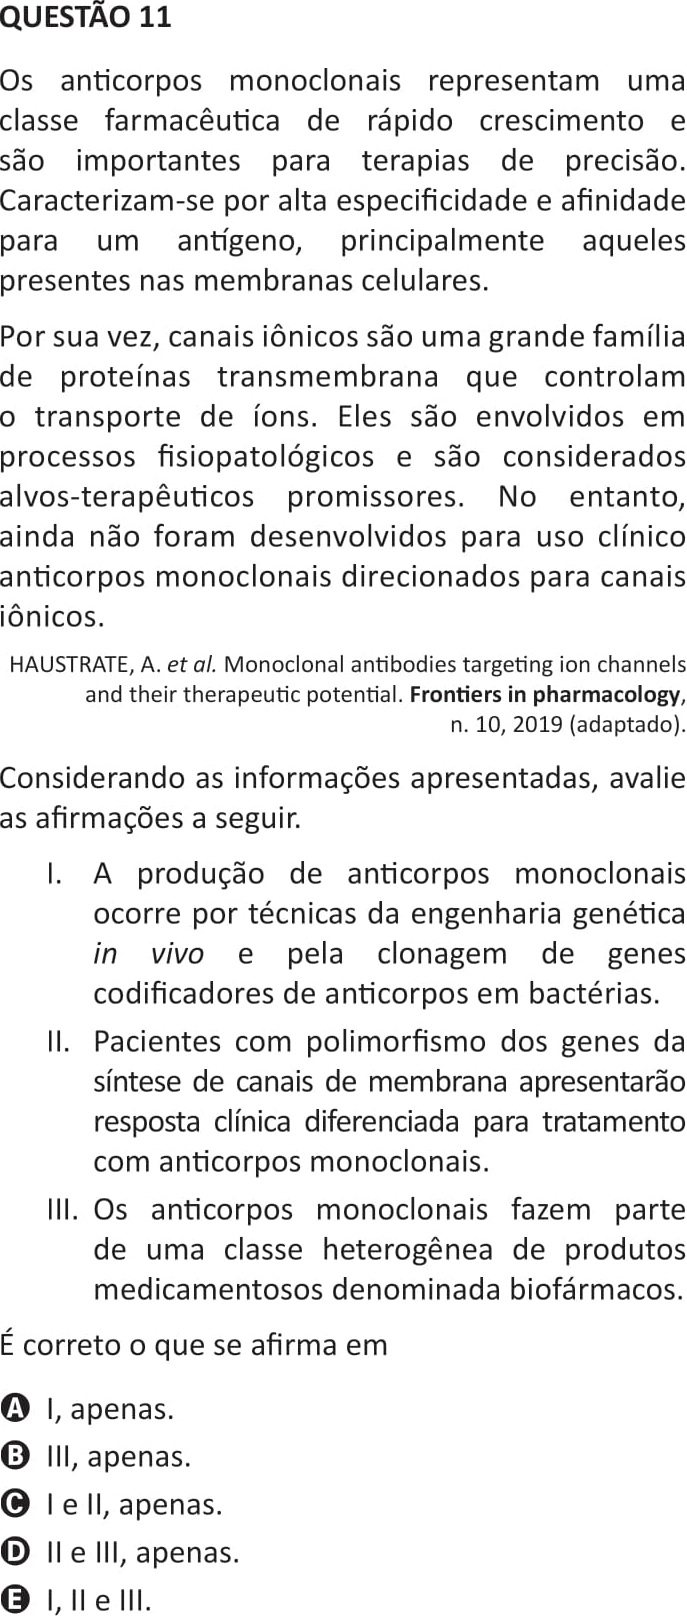 QUESTÃO 11
Os anticorpos monoclonais representam uma
classe farmacêutica de rápido crescimento e
são importantes para terapias de precisão.
Caracterizam-se por alta especificidade e afinidade
para um antígeno, principalmente aqueles
presentes nas membranas celulares.
Por sua vez, canais iônicos são uma grande família
de proteínas transmembrana que controlam
o transporte de íons. Eles são envolvidos em
processos fisiopatológicos e são considerados
alvos-terapêuticos promissores. No entanto,
ainda não foram desenvolvidos para uso clínico
anticorpos monoclonais direcionados para canais
iônicos.
HAUSTRATE, A. et al. Monoclonal antibodies targeting ion channels
and their therapeutic potential. Frontiers in pharmacology,
n. 10, 2019 (adaptado).
Considerando as informações apresentadas, avalie
as afirmações a seguir.
I. A produção de anticorpos monoclonais
ocorre por técnicas da engenharia genética
in vivo e pela clonagem de genes
codificadores de anticorpos em bactérias.
II. Pacientes com polimorfismo dos genes da
síntese de canais de membrana apresentarão
resposta clínica diferenciada para tratamento
com anticorpos monoclonais.
III. Os anticorpos monoclonais fazem parte
de uma classe heterogênea de produtos
medicamentosos denominada biofármacos.
É correto o que se afirma em
A I, apenas.
B III, apenas.
C I e II, apenas.
D II e III, apenas.
E I, II e III.